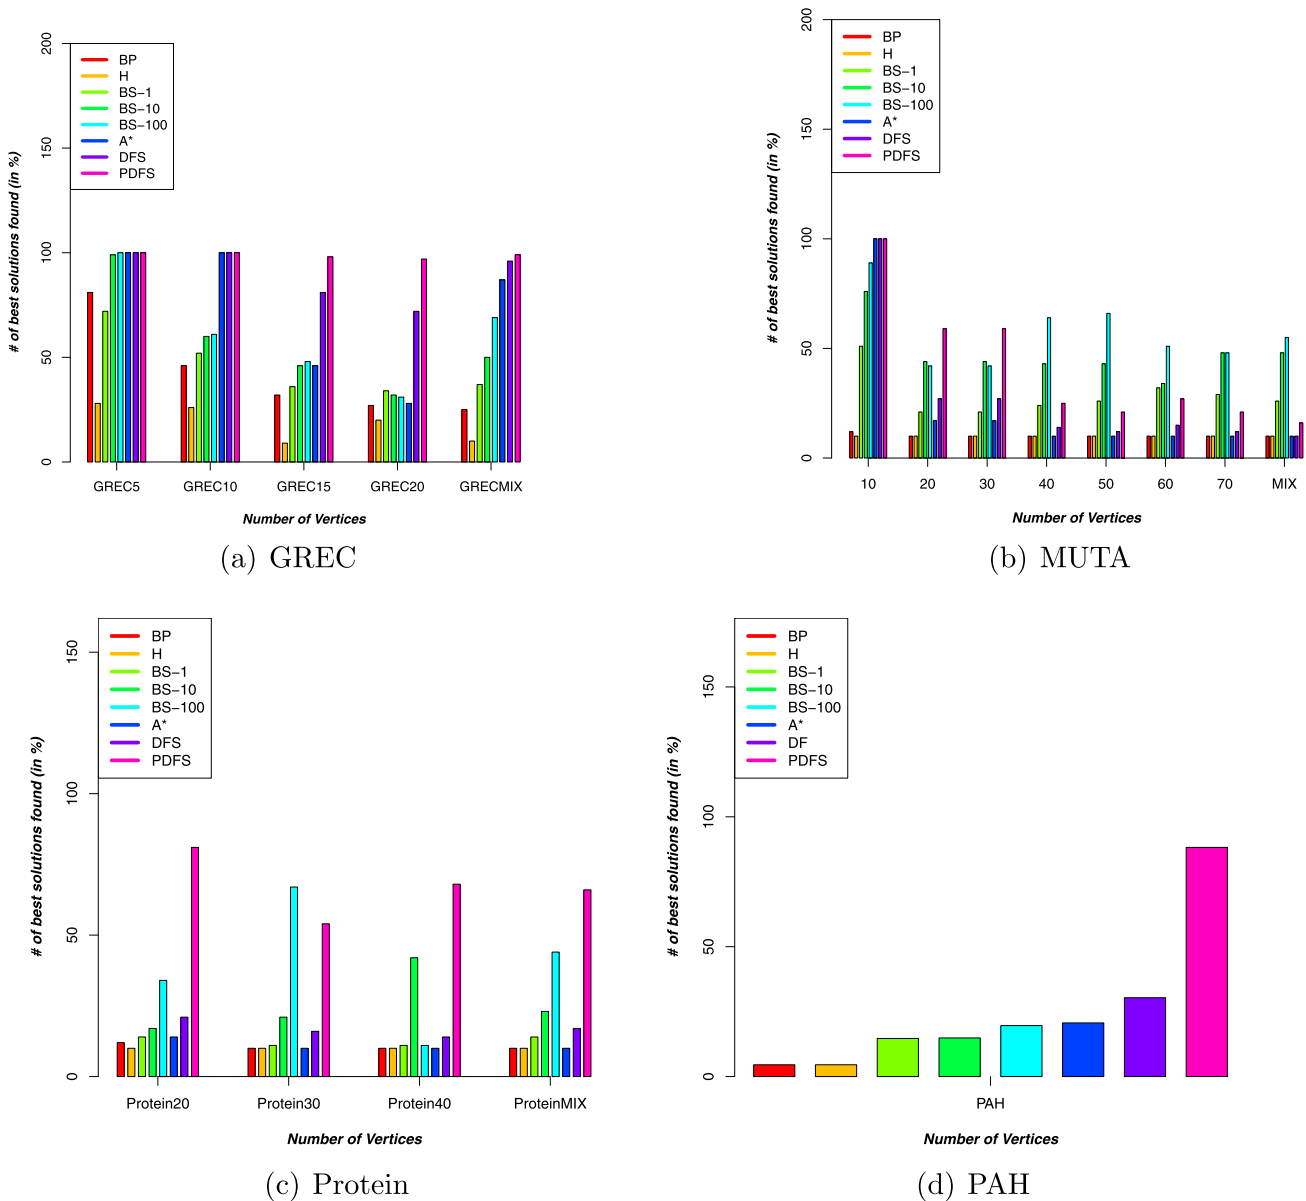 # of best solutions found (in %)
200
150
100
50
0
BP
H
BS−1
BS−10
BS−100
A*
DFS
PDFS
GREC5 GREC10 GREC15 GREC20 GRECMIX
Number of Vertices
(a) GREC
# of best solutions found (in %)
200
150
100
50
0
BP
H
BS−1
BS−10
BS−100
A*
DFS
PDFS
10 20 30 40 50 60 70 MIX
Number of Vertices
(b) MUTA
# of best solutions found (in %)
150
100
50
0
BP
H
BS−1
BS−10
BS−100
A*
DFS
PDFS
Protein20 Protein30 Protein40 ProteinMIX
Number of Vertices
(c) Protein
# of best solutions found (in %)
150
100
50
0
BP
H
BS−1
BS−10
BS−100
A*
DF
PDFS
PAH
Number of Vertices
(d) PAH